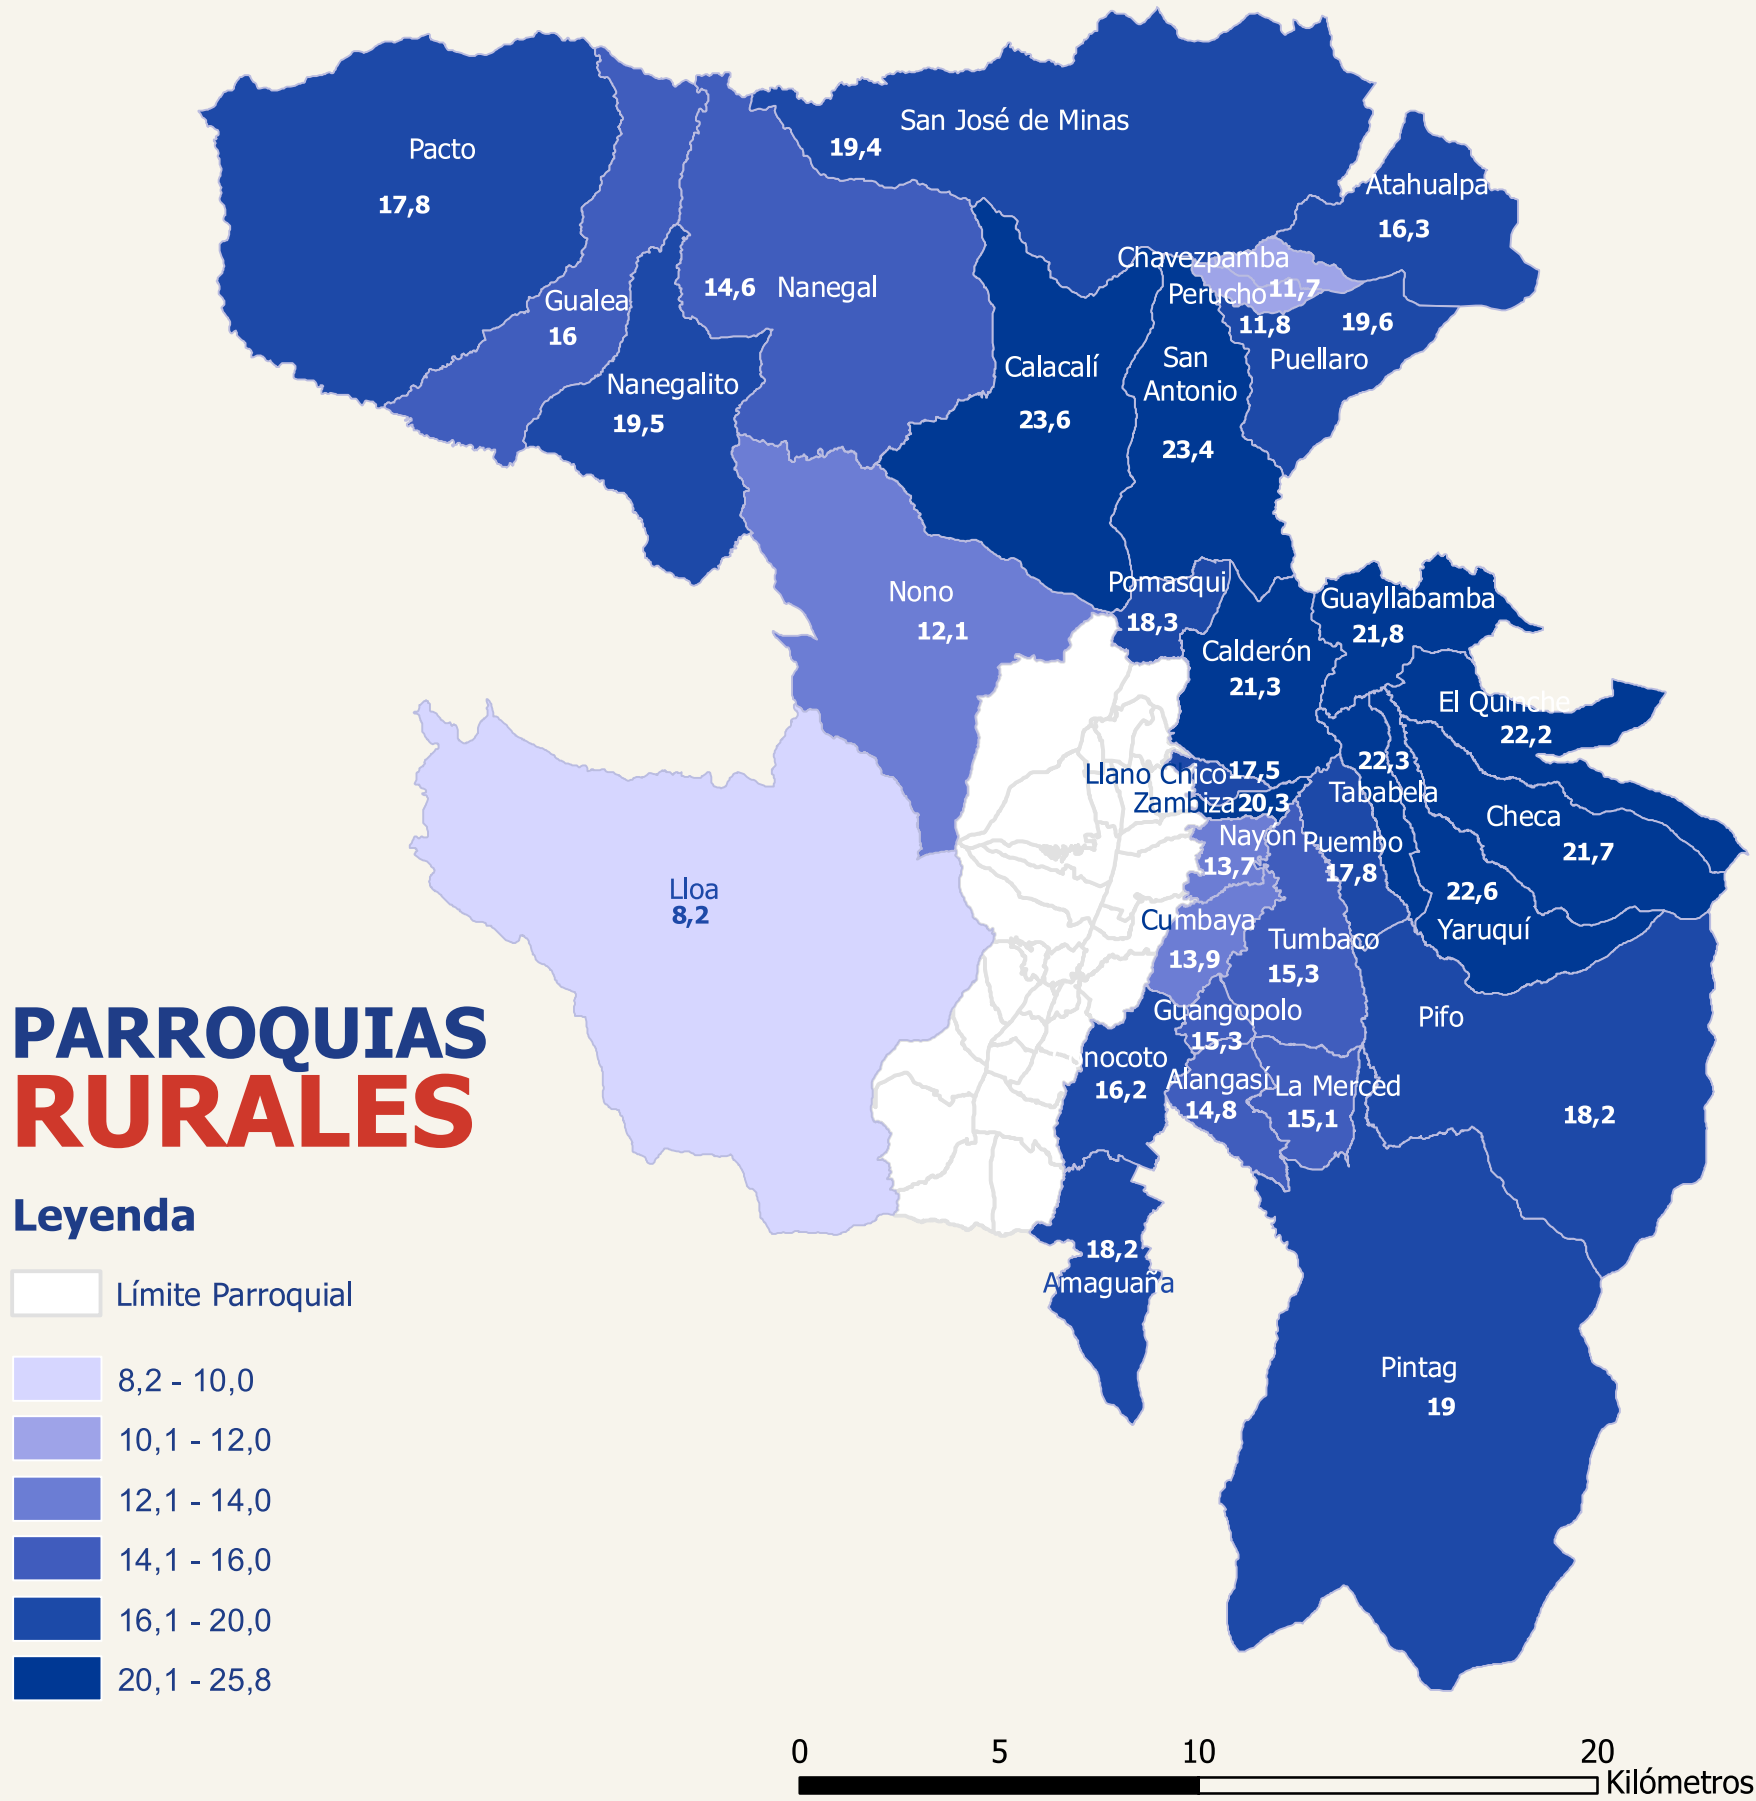 San José de Minas
19,4
Pacto
17,8
Atahualpa
16,3
Chavezpamba
11,7
Perucho
11,8
19,6
Puellaro
Gualea
16
14,6
Nanegal
Nanegalito
19,5
Calacalí
23,6
San
Antonio
23,4
Nono
12,1
Pomasqui
18,3
Guayllabamba
21,8
Calderón
21,3
El Quinche
22,2
Llano Chico
17,5
Zambiza
20,3
22,3
Tababela
Checa
21,7
Nayón
13,7
Puembo
17,8
22,6
Yaruquí
Lloa
8,2
Cumbaya
13,9
Tumbaco
15,3
Pifo
18,2
Guangopolo
15,3
nocoto
16,2
Alangasí
14,8
La Merced
15,1
18,2
Amaguaña
Pintag
19
PARROQUIAS
RURALES
Leyenda
Límite Parroquial
8,2 - 10,0
10,1 - 12,0
12,1 - 14,0
14,1 - 16,0
16,1 - 20,0
20,1 - 25,8
0 5 10 20
Kilómetros